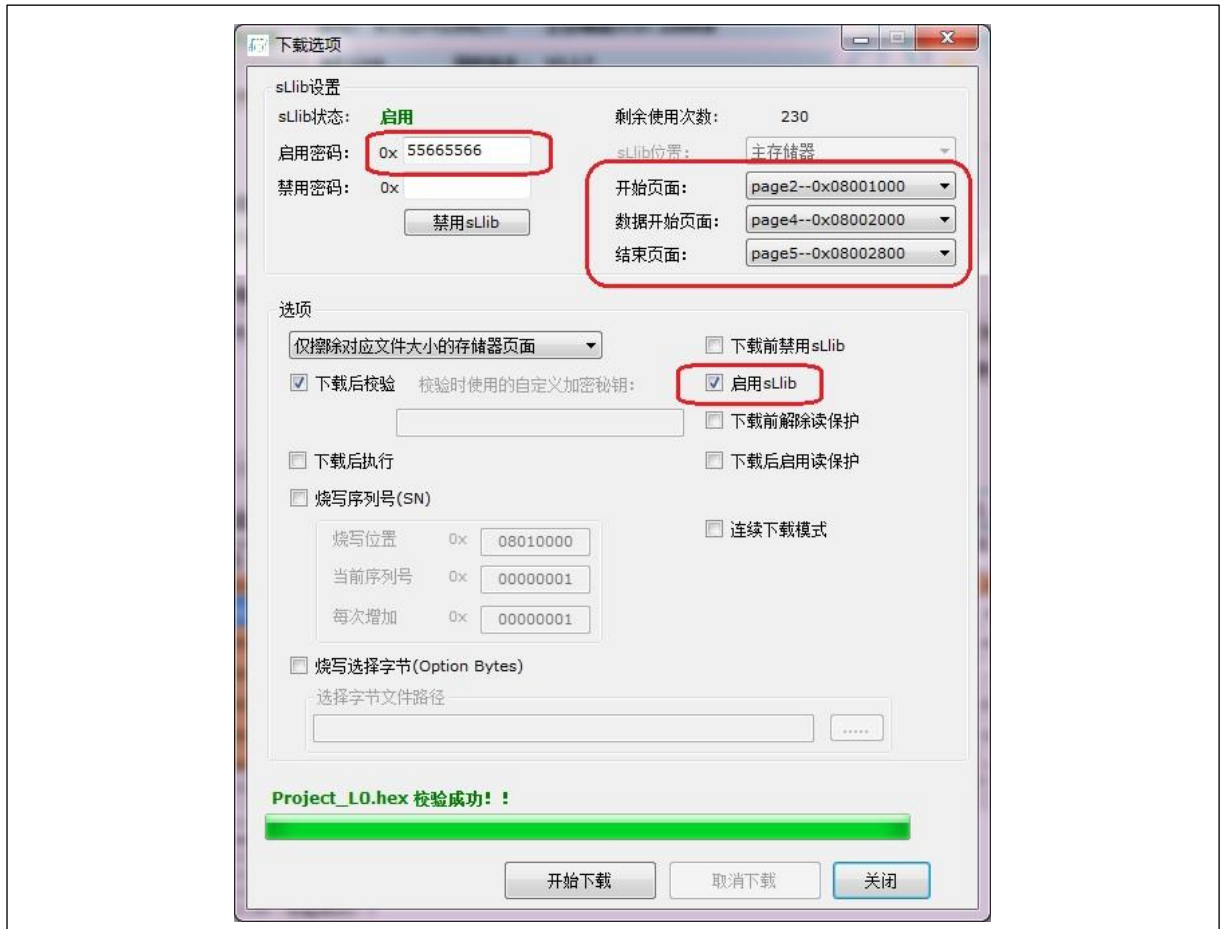 下载选项
sLlib设置
sLlib状态: 启用 剩余使用次数: 230
启用密码: 0x 55665566 sLlib位置: 主存储器
禁用密码: 0x 开始页面: page2--0x08001000
禁用sLlib 数据开始页面: page4--0x08002000
结束页面: page5--0x08002800
选项
仅擦除对应文件大小的存储器页面 下载前禁用sLlib
下载后校验 校验时使用的自定义加密秘钥: 启用sLlib
下载前解除读保护
下载后执行 下载后启用读保护
烧写序列号(SN)
烧写位置 0x 08010000 连续下载模式
当前序列号 0x 00000001
每次增加 0x 00000001
烧写选择字节(Option Bytes)
选择字节文件路径
.....
Project_L0.hex 校验成功!!
开始下载 取消下载 关闭